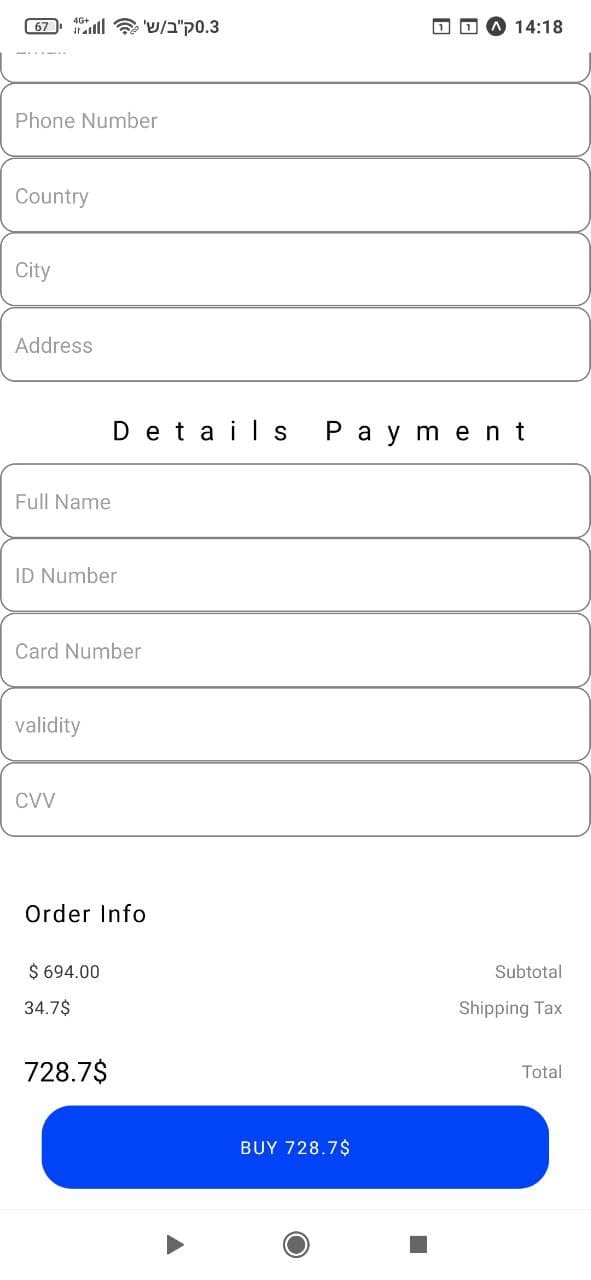 67 4G+ 0.3ק"ב/ש' 1 1 14:18
Phone Number
Country
City
Address
Details Payment
Full Name
ID Number
Card Number
validity
CVV
Order Info
$ 694.00 Subtotal
34.7$ Shipping Tax
728.7$ Total
BUY 728.7$